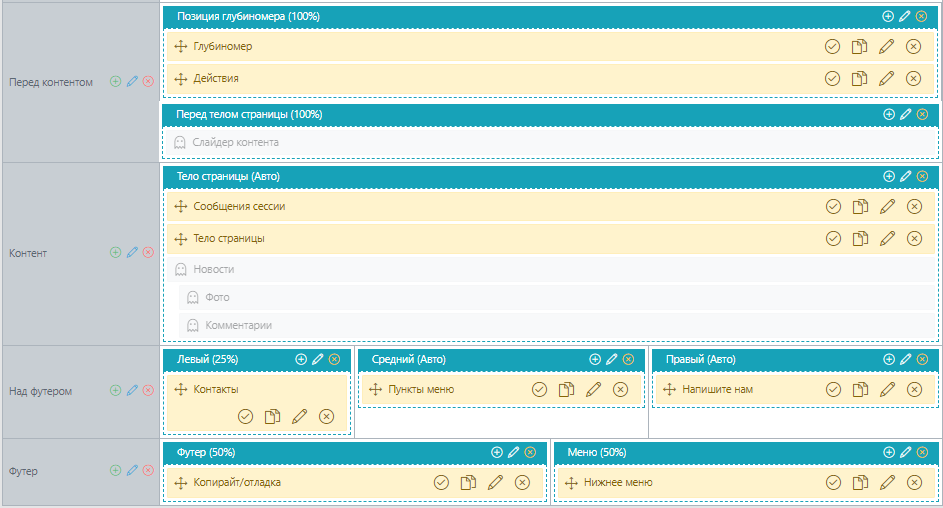 Перед контентом
Позиция глубиномера (100%)
Глубиномер
Действия
Перед телом страницы (100%)
Слайдер контента
Контент
Тело страницы (Авто)
Сообщения сессии
Тело страницы
Новости
Фото
Комментарии
Над футером
Левый (25%)
Контакты
Средний (Авто)
Пункты меню
Правый (Авто)
Напишите нам
Футер
Футер (50%)
Копирайт/отладка
Меню (50%)
Нижнее меню